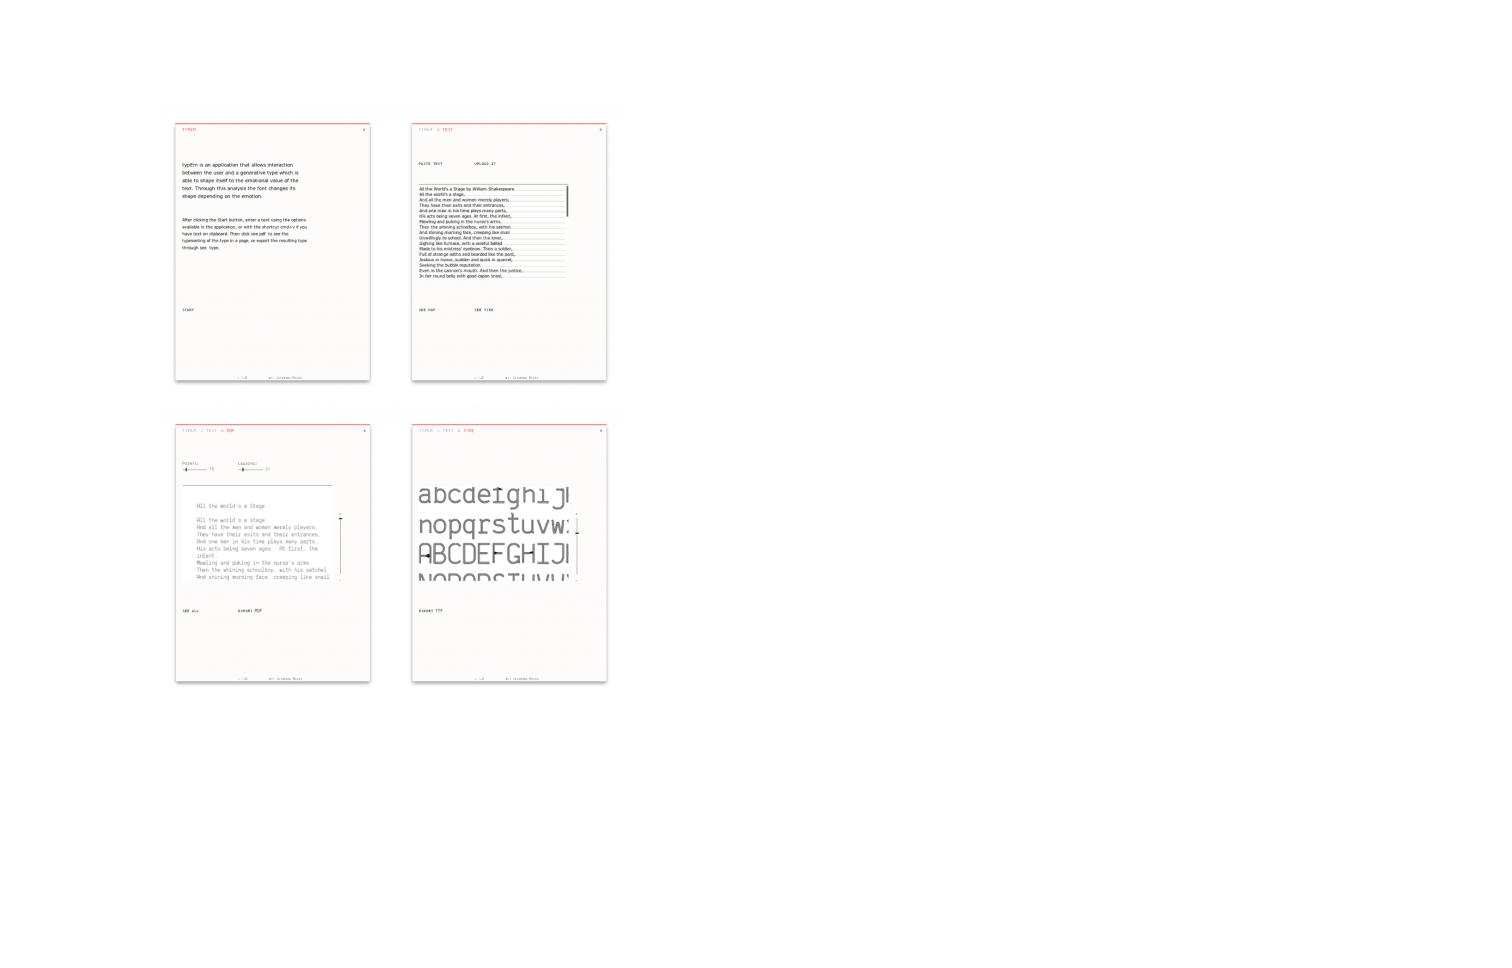 TYPEM
typEm is an application that allows interaction
between the user and a generative type which is
able to shape itself to the emotional value of the
text. Through this analysis the font changes its
shape depending on the emotion.
After clicking the Start button, enter a text using the options
available in the application, or with the shortcut cmd+v if you
have text on clipboard. Then click see pdf to see the
typesetting of the type in a page, or export the resulting type
through see type.
START
TYPEM > TEXT
PASTE TEXT UPLOAD IT
All the World's a Stage by William Shakespeare
All the world's a stage,
And all the men and women merely players;
They have their exits and their entrances,
And one man in his time plays many parts,
His acts being seven ages. At first, the infant,
Mewling and puking in the nurse's arms.
Then the whining schoolboy, with his satchel
And shining morning face, creeping like snail
Unwillingly to school. And then the lover,
Sighing like furnace, with a woeful ballad
Made to his mistress' eyebrow. Then a soldier,
Full of strange oaths and bearded like the pard,
Jealous in honor, sudden and quick in quarrel,
Seeking the bubble reputation
Even in the cannon's mouth. And then the justice,
In fair round belly with good capon lined,
SEE PDF SEE TYPE
TYPEM > TEXT > PDF
POINTS: LEADING:
15 21
All the World's a Stage
All the world's a stage,
And all the men and women merely players,
They have their exits and their entrances,
And one man in his time plays many parts,
His acts being seven ages. At first, the
infant,
Mewling and puking in the nurse's arms.
Then the whining schoolboy, with his satchel
And shining morning face, creeping like snail
SEE ALL EXPORT PDF
TYPEM > TEXT > TYPE
abcdefghij
nopqrstuvw
ABCDEFGHIJ
NOPQRSTUVW
EXPORT TTF